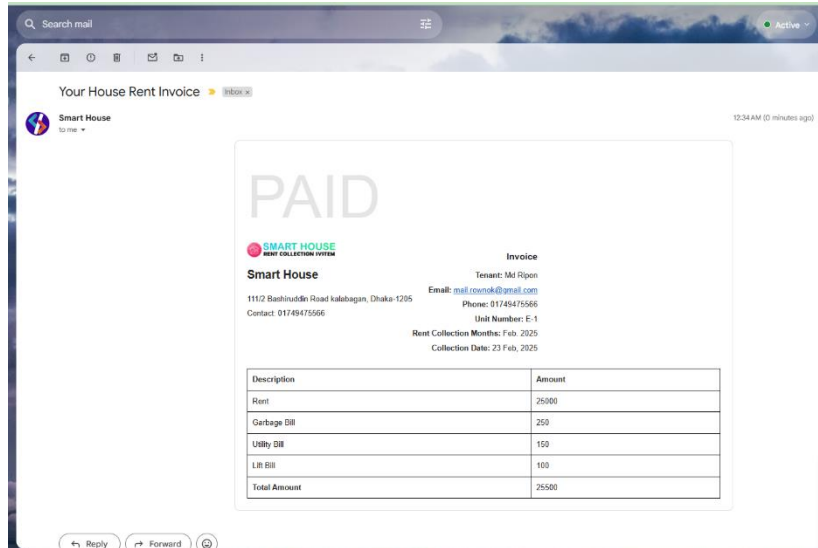 Search mail
Active
Your House Rent Invoice
Inbox x
Smart House
12:34 AM (0 minutes ago)
to me
PAID
SMART HOUSE
RENT COLLECTION
Invoice
Smart House
Tenant: Md Ripon
Email: mail.rownok@gmail.com
111/2 Bashiruddin Road kalabagan, Dhaka-1205
Phone: 01749475566
Contact: 01749475566
Unit Number: E-1
Rent Collection Months: Feb. 2025
Collection Date: 23 Feb, 2025
Description Amount
Rent 25000
Garbage Bill 250
Utility Bill 150
Lift Bill 100
Total Amount 25500
Reply Forward